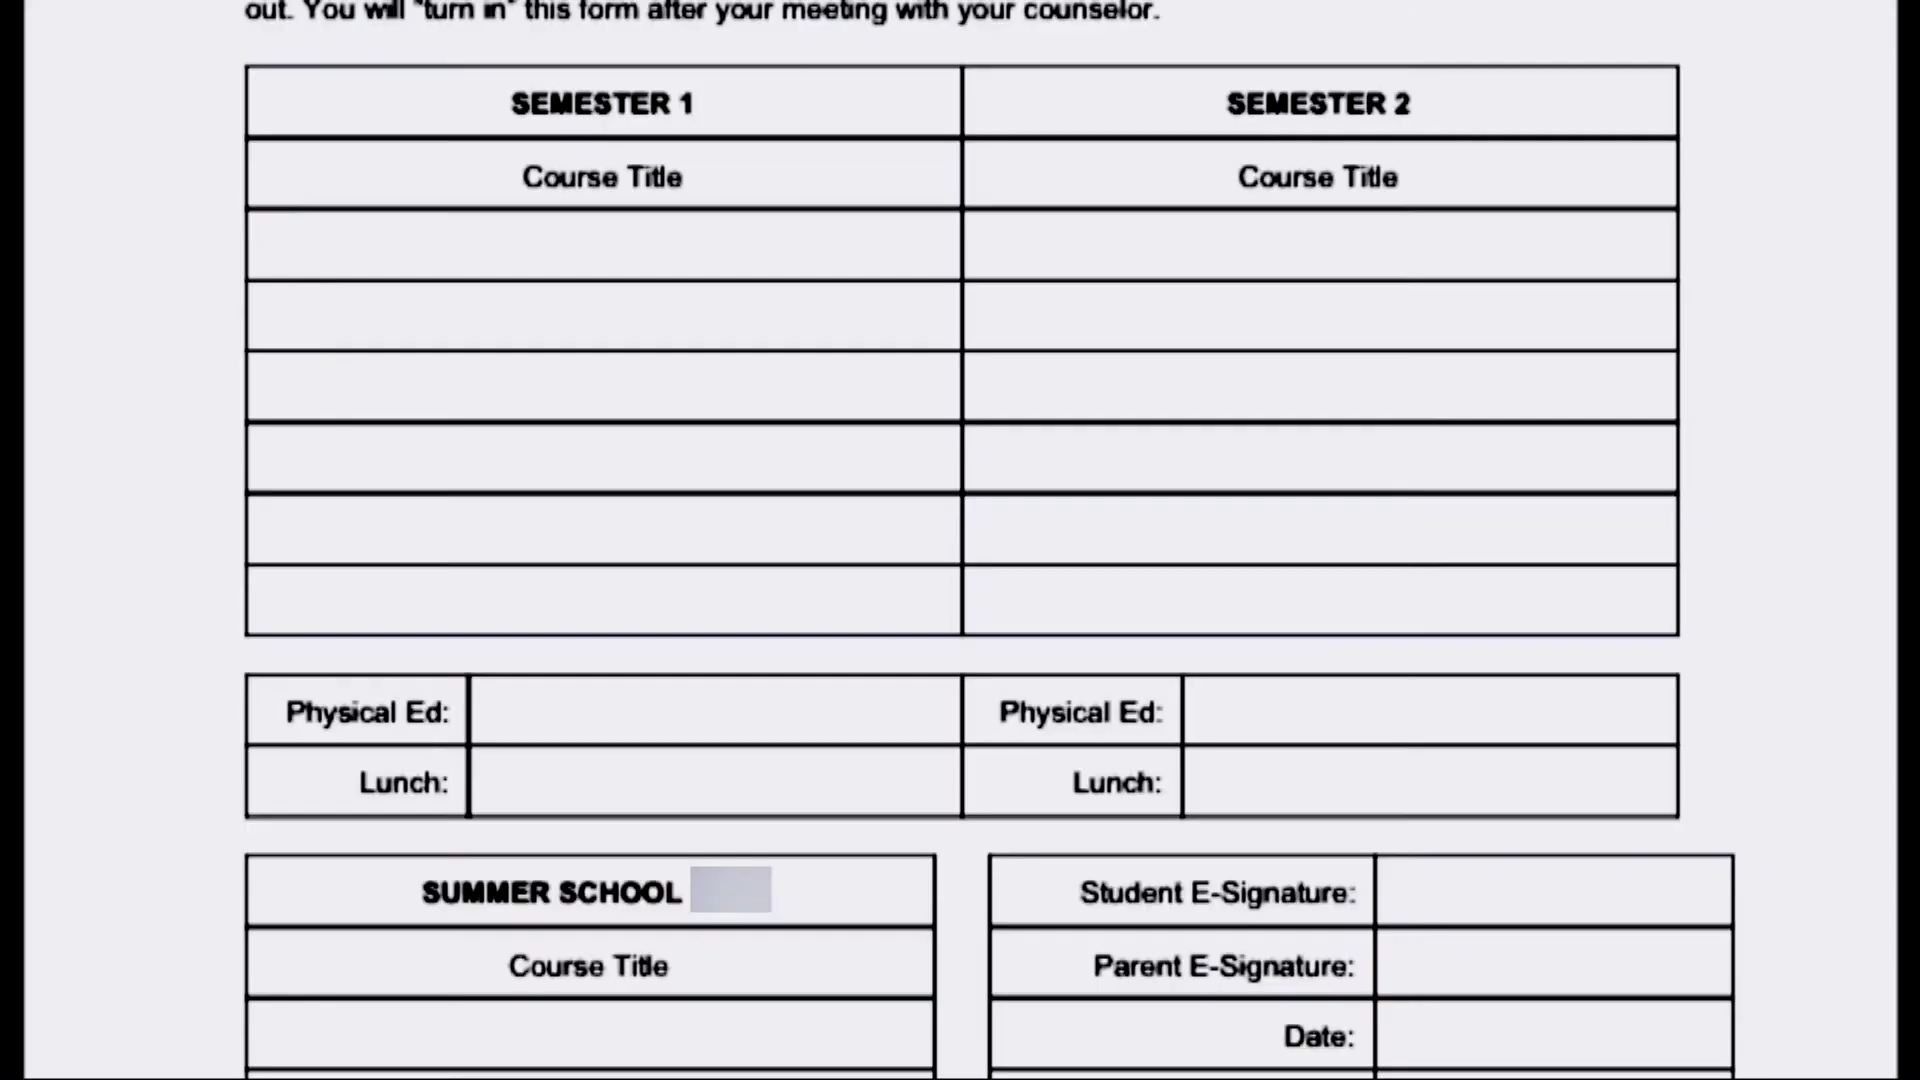 out. You will "turn in" this form after your meeting with your counselor.
SEMESTER 1 SEMESTER 2
Course Title Course Title
Physical Ed: Physical Ed:
Lunch: Lunch:
SUMMER SCHOOL Student E-Signature:
Course Title Parent E-Signature:
Date: